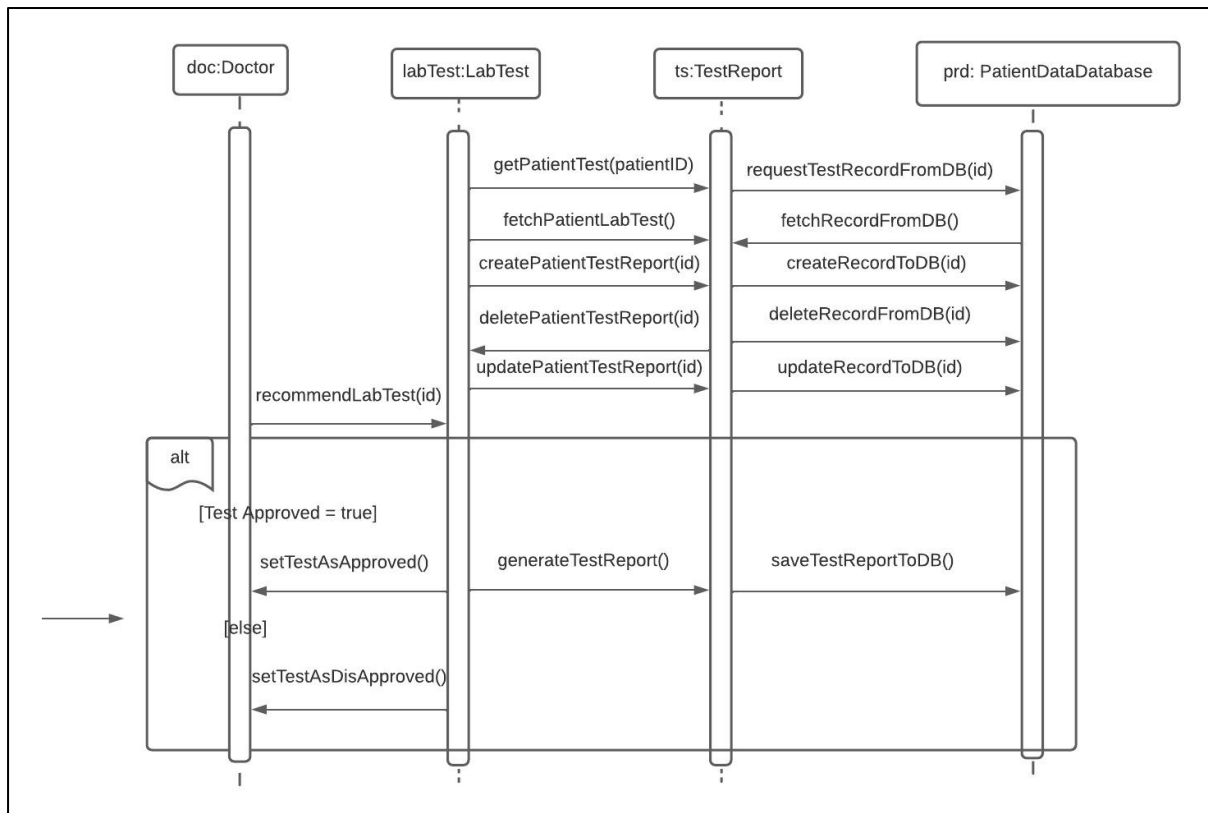 doc:Doctor
labTest:LabTest
ts:TestReport
prd: PatientDataDatabase
getPatientTest(patientID)
requestTestRecordFromDB(id)
fetchPatientLabTest()
fetchRecordFromDB()
createPatientTestReport(id)
createRecordToDB(id)
deletePatientTestReport(id)
deleteRecordFromDB(id)
updatePatientTestReport(id)
updateRecordToDB(id)
recommendLabTest(id)
alt
[Test Approved = true]
setTestAsApproved()
generateTestReport()
saveTestReportToDB()
[else]
setTestAsDisApproved()